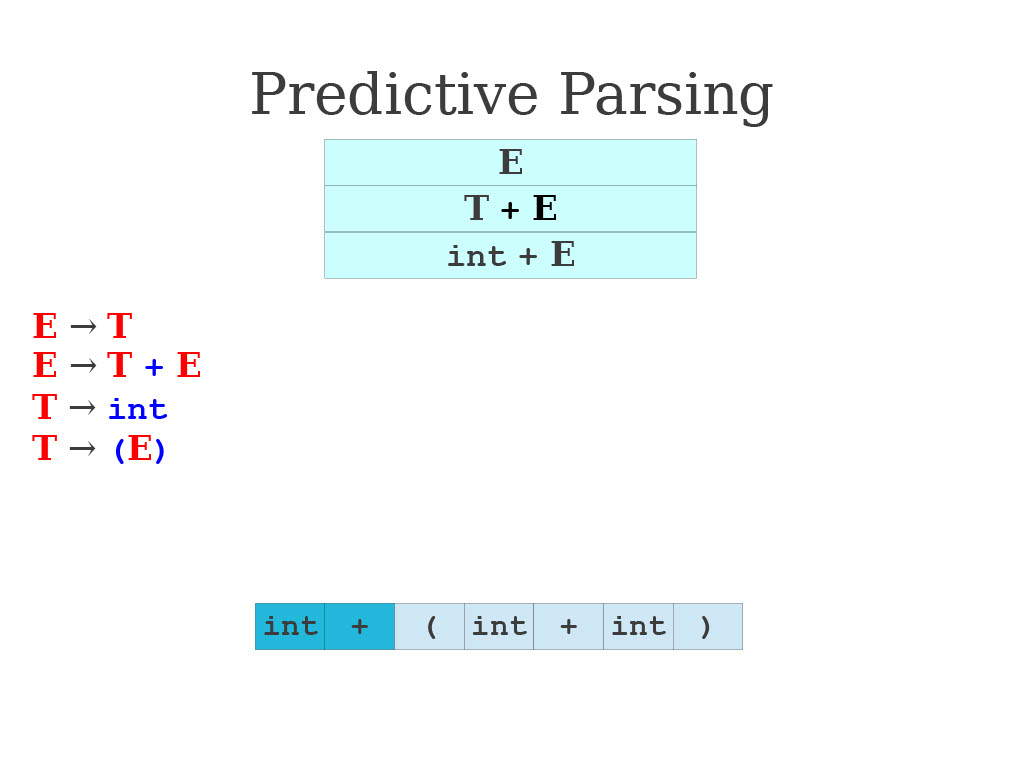 Predictive Parsing
E
T + E
int + E
E → T
E → T + E
T → int
T → (E)
int + ( int + int )